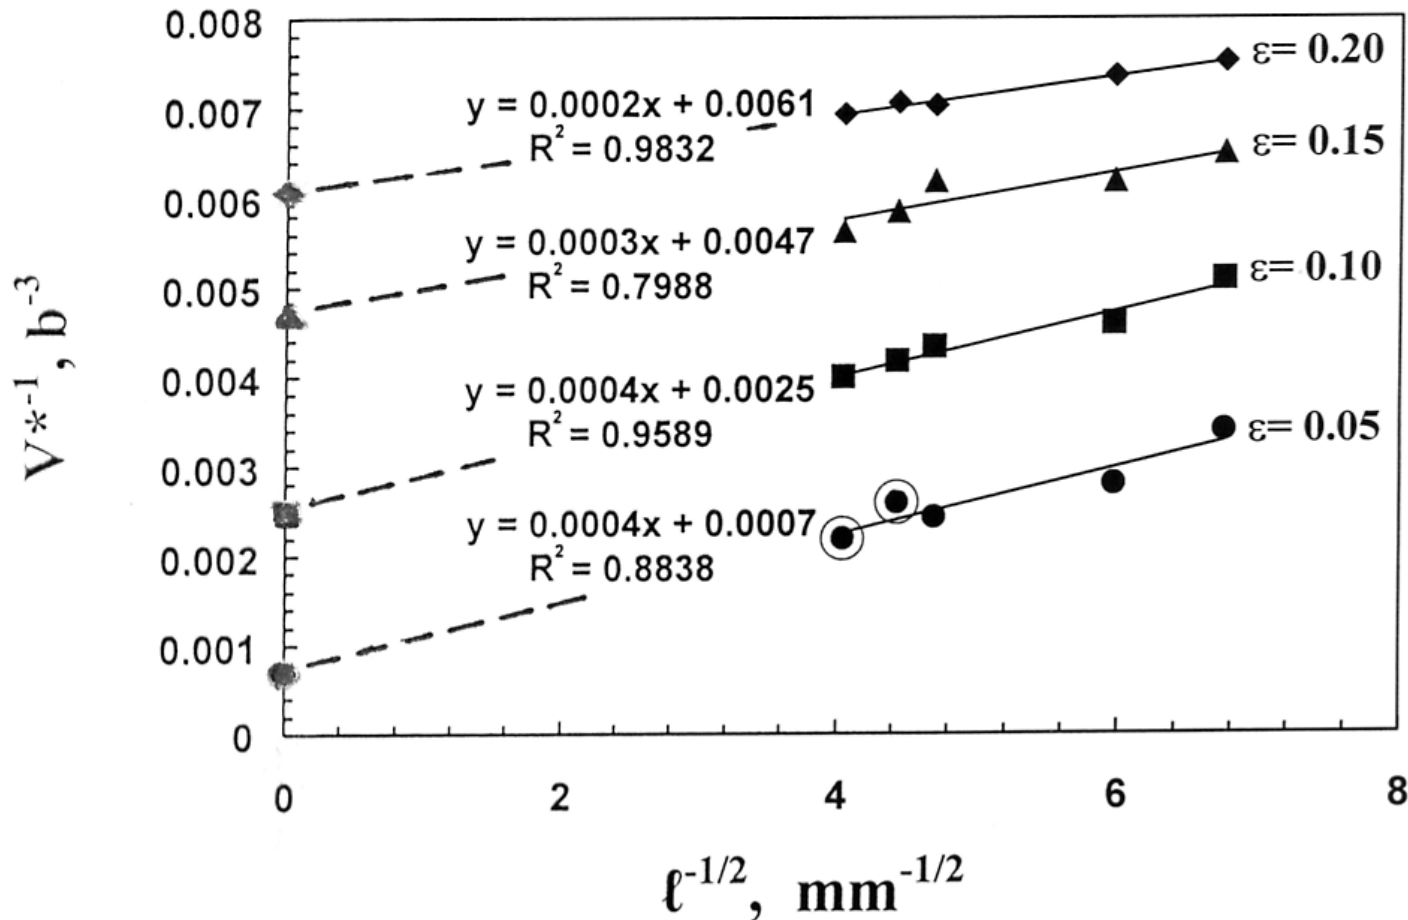 0.008
ε= 0.20
y = 0.0002x + 0.0061
0.007
R² = 0.9832
ε= 0.15
0.006
y = 0.0003x + 0.0047
R² = 0.7988
ε= 0.10
0.005
V*⁻¹, b⁻³
0.004
y = 0.0004x + 0.0025
R² = 0.9589
ε= 0.05
0.003
y = 0.0004x + 0.0007
0.002
R² = 0.8838
0.001
0
0 2 4 6 8
ℓ⁻¹/², mm⁻¹/²